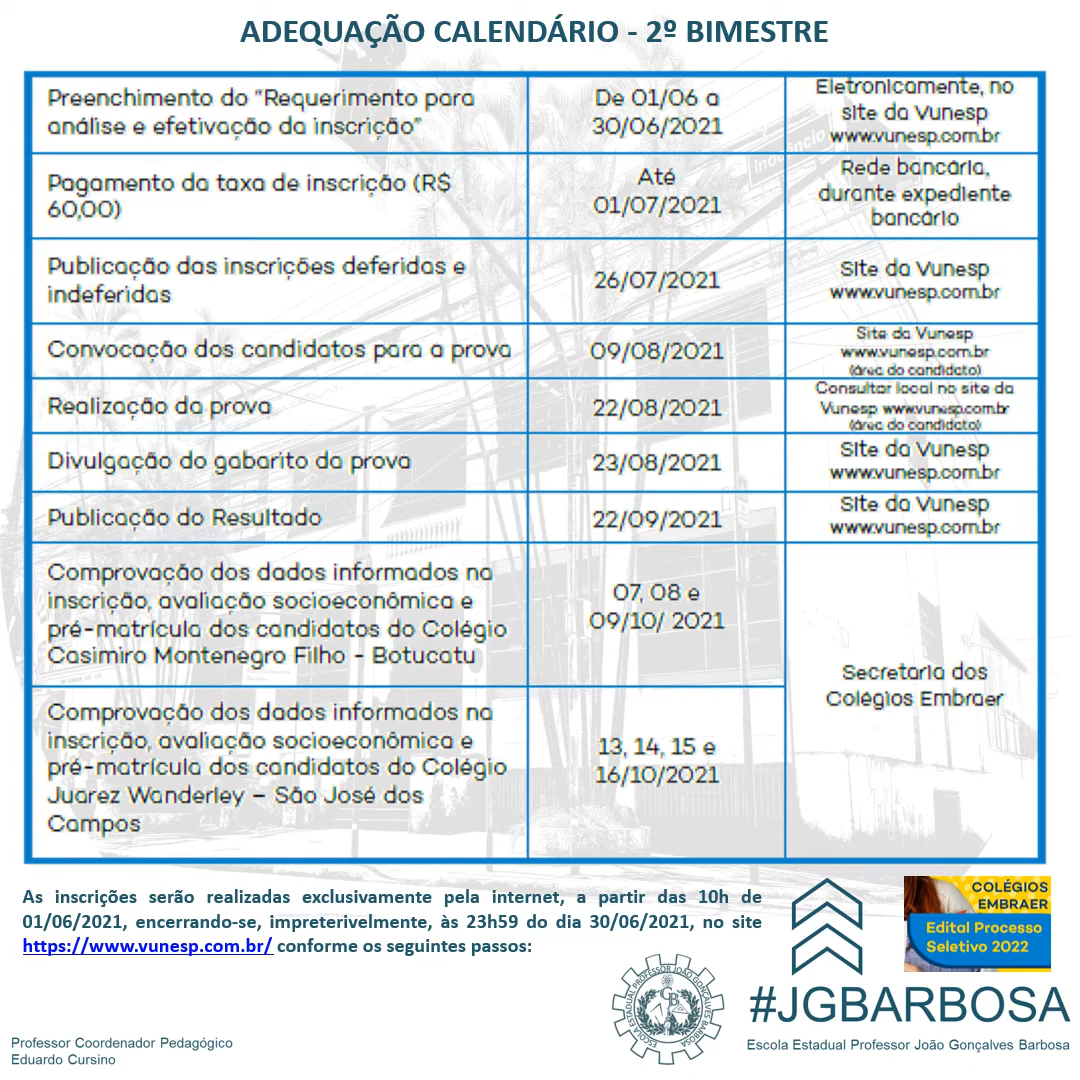 ADEQUAÇÃO CALENDÁRIO - 2º BIMESTRE
Preenchimento do "Requerimento para
análise e efetivação da inscrição"
De 01/06 a
30/06/2021
Eletronicamente, no
site da Vunesp
www.vunesp.com.br
Pagamento da taxa de inscrição (R$
60,00)
Até
01/07/2021
Rede bancária,
durante expediente
bancário
Publicação das inscrições deferidas e
indeferidas
26/07/2021
Site da Vunesp
www.vunesp.com.br
Convocação dos candidatos para a prova
09/08/2021
Site da Vunesp
www.vunesp.com.br
(área do candidato)
Realização da prova
22/08/2021
Consultar local no site da
Vunesp www.vunesp.com.br
(área do candidato)
Divulgação do gabarito da prova
23/08/2021
Site da Vunesp
www.vunesp.com.br
Publicação do Resultado
22/09/2021
Site da Vunesp
www.vunesp.com.br
Comprovação dos dados informados na
inscrição, avaliação socioeconômica e
pré-matrícula dos candidatos do Colégio
Casimiro Montenegro Filho - Botucatu
07, 08 e
09/10/ 2021
Secretaria dos
Colégios Embraer
Comprovação dos dados informados na
inscrição, avaliação socioeconômica e
pré-matrícula dos candidatos do Colégio
Juarez Wanderley – São José dos
Campos
13, 14, 15 e
16/10/2021
Inocêncio
As inscrições serão realizadas exclusivamente pela internet, a partir das 10h de
01/06/2021, encerrando-se, impreterivelmente, às 23h59 do dia 30/06/2021, no site
https://www.vunesp.com.br/ conforme os seguintes passos:
COLÉGIOS
EMBRAER
Edital Processo
Seletivo 2022
ESCOLA ESTADUAL PROFESSOR JOÃO GONÇALVES BARBOSA
#JGBARBOSA
Escola Estadual Professor João Gonçalves Barbosa
Professor Coordenador Pedagógico
Eduardo Cursino